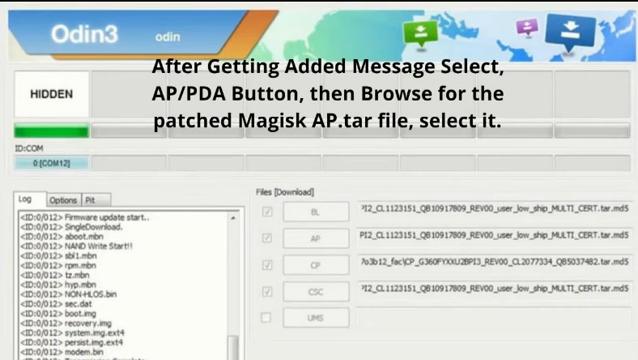 Odin3 odin
After Getting Added Message Select,
AP/PDA Button, then Browse for the
patched Magisk AP.tar file, select it.
HIDDEN
ID:COM
0:[COM12]
Log Options Pit
<ID:0/012> Firmware update start..
<ID:0/012> SingleDownload.
<ID:0/012> aboot.mbn
<ID:0/012> NAND Write Start!!
<ID:0/012> sbl1.mbn
<ID:0/012> rpm.mbn
<ID:0/012> tz.mbn
<ID:0/012> hyp.mbn
<ID:0/012> NON-HLOS.bin
<ID:0/012> sec.dat
<ID:0/012> boot.img
<ID:0/012> recovery.img
<ID:0/012> system.img.ext4
<ID:0/012> persist.img.ext4
<ID:0/012> modem.bin
Files [Download]
BL PI2_CL1123151_QB10917809_REV00_user_low_ship_MULTI_CERT.tar.md5
AP PI2_CL1123151_QB10917809_REV00_user_low_ship_MULTI_CERT.tar.md5
CP 7o3b12_fac\CP_G360FYXXU2BPI3_REV00_CL2077334_QB5037482.tar.md5
CSC PI2_CL1123151_QB10917809_REV00_user_low_ship_MULTI_CERT.tar.md5
UMS